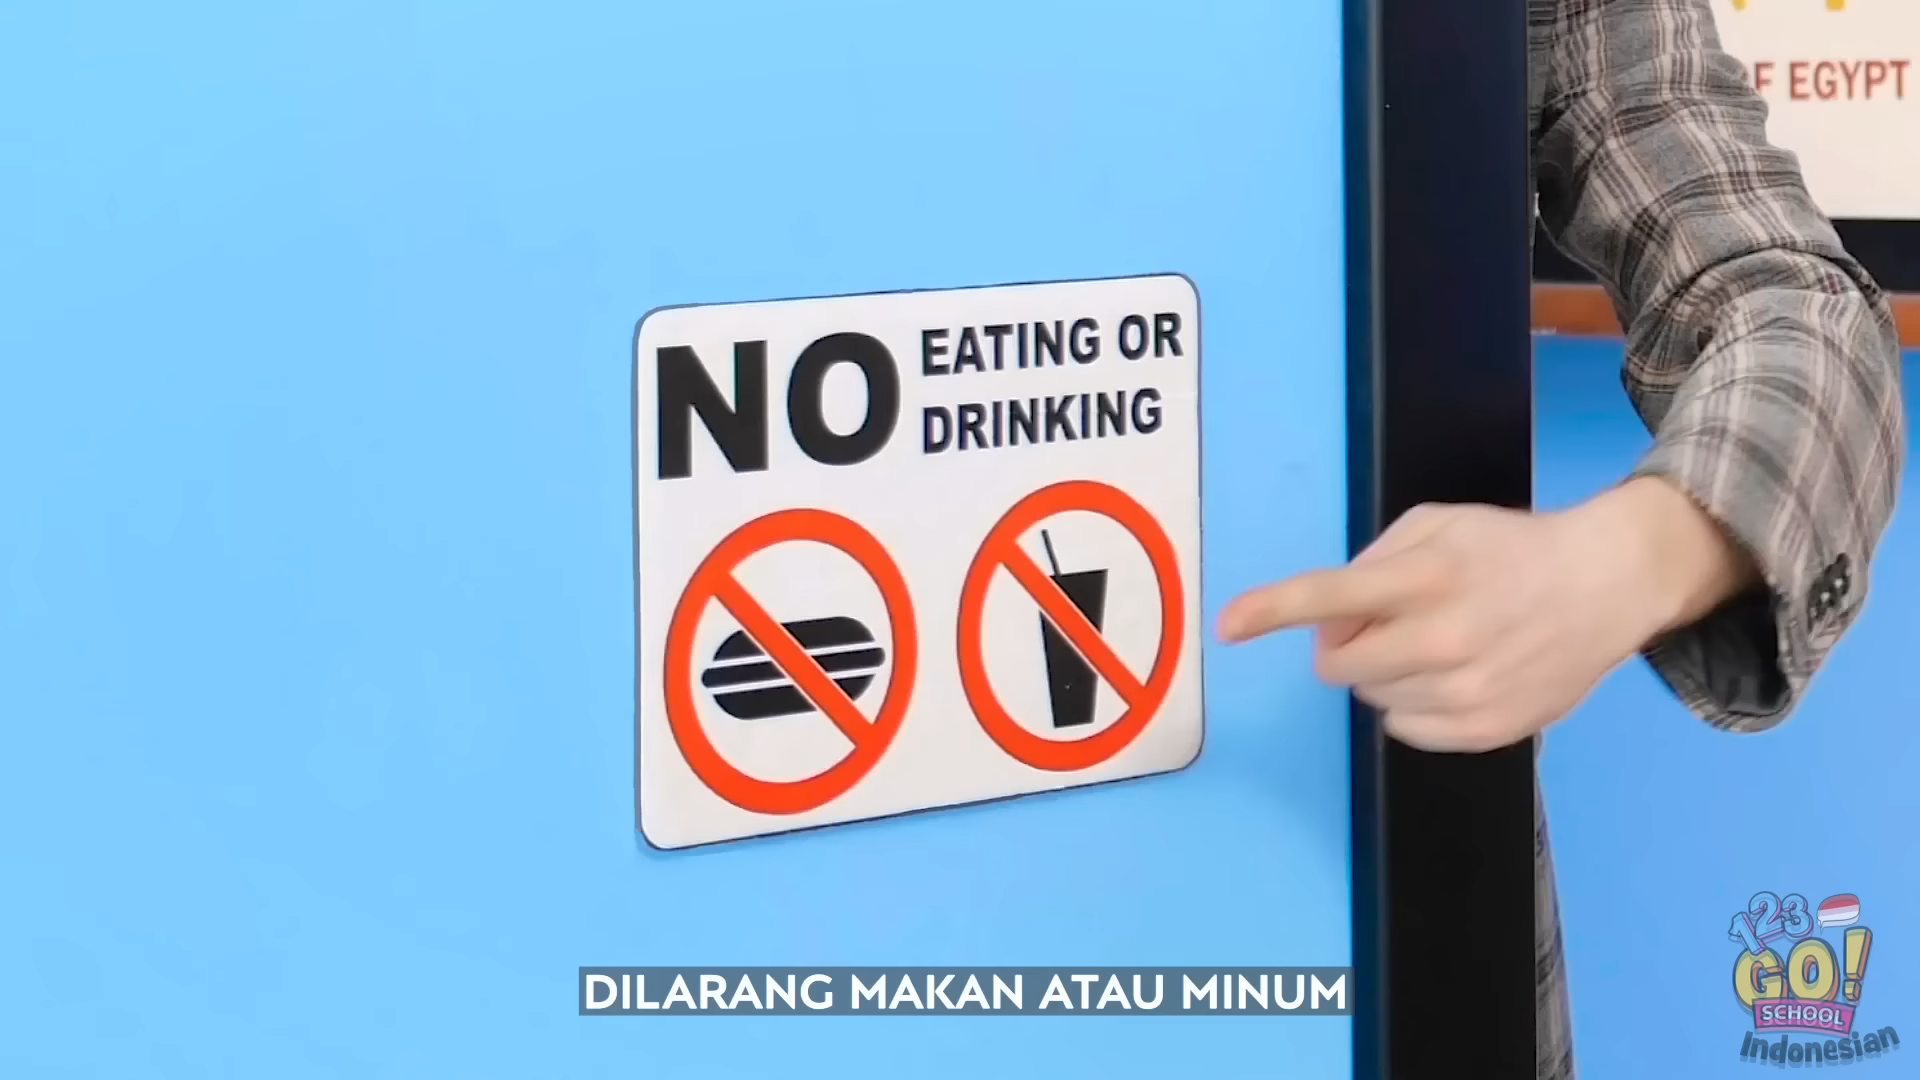 F EGYPT
NO EATING OR
DRINKING
DILARANG MAKAN ATAU MINUM
123
GO!
SCHOOL
Indonesian